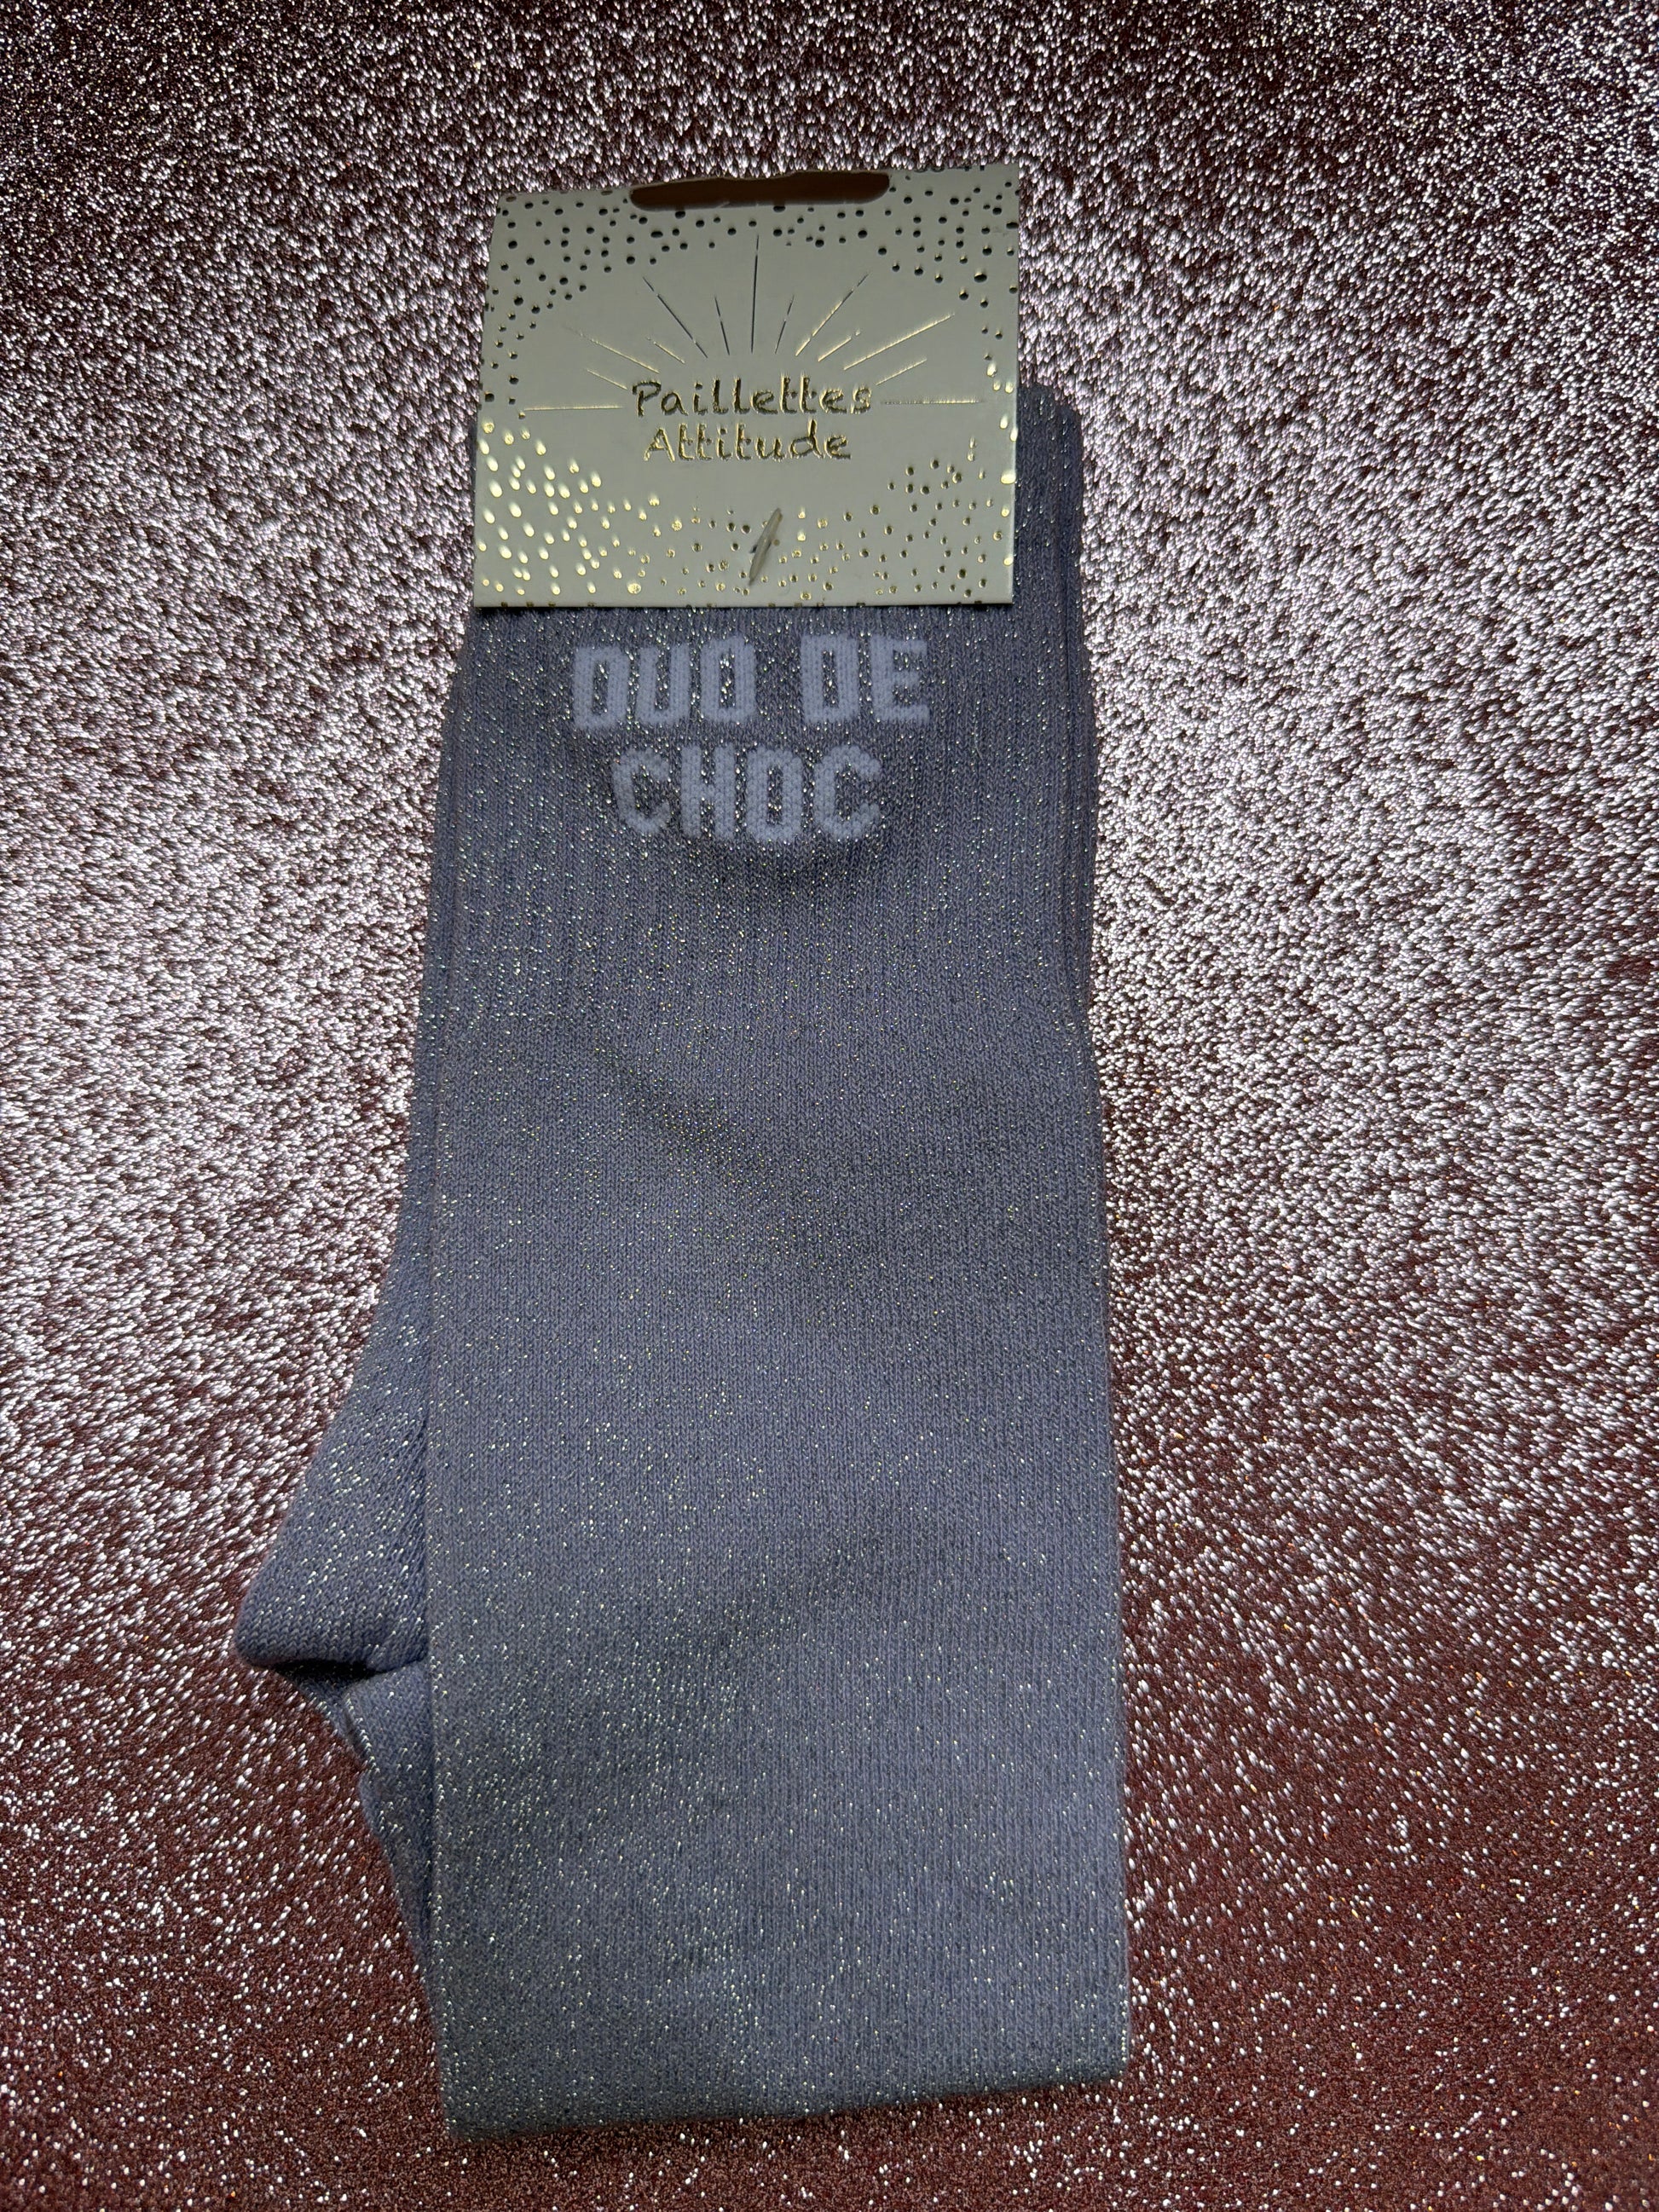 Paillettes
Attitude
DUO DE
CHOC